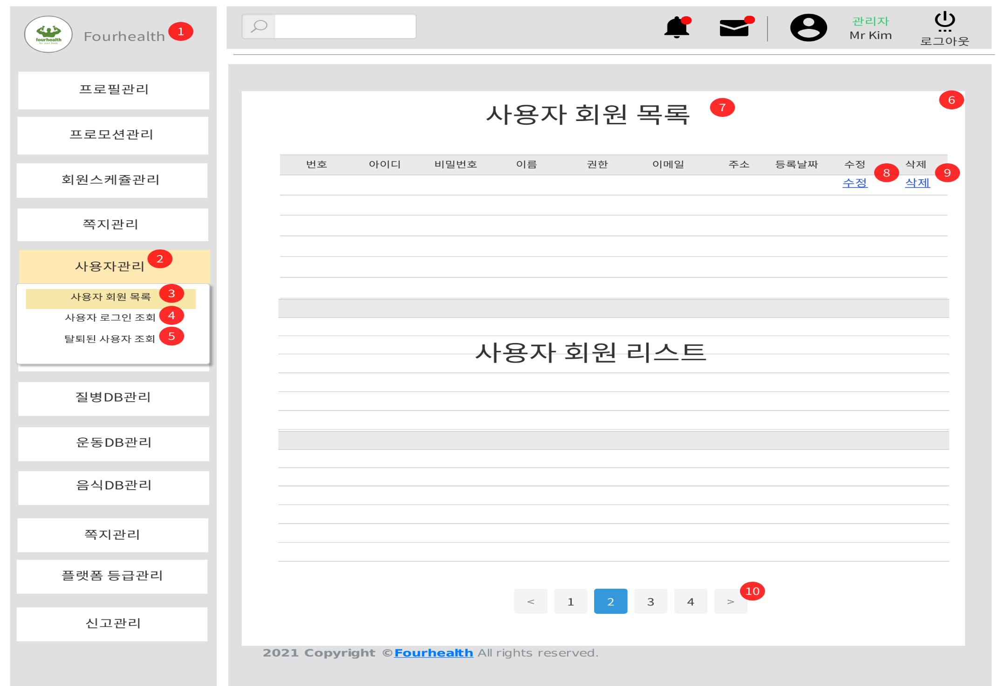 fourhealth
for your body
Fourhealth 1
프로필관리
프로모션관리
회원스케줄관리
쪽지관리
사용자관리 2
사용자 회원 목록 3
사용자 로그인 조회 4
탈퇴된 사용자 조회 5
질병DB관리
운동DB관리
음식DB관리
쪽지관리
플랫폼 등급관리
신고관리
관리자
Mr Kim
로그아웃
6
사용자 회원 목록 7
번호 아이디 비밀번호 이름 권한 이메일 주소 등록날짜 수정 삭제
수정 8 삭제 9
사용자 회원 리스트
< 1 2 3 4 > 10
2021 Copyright ©Fourhealth All rights reserved.